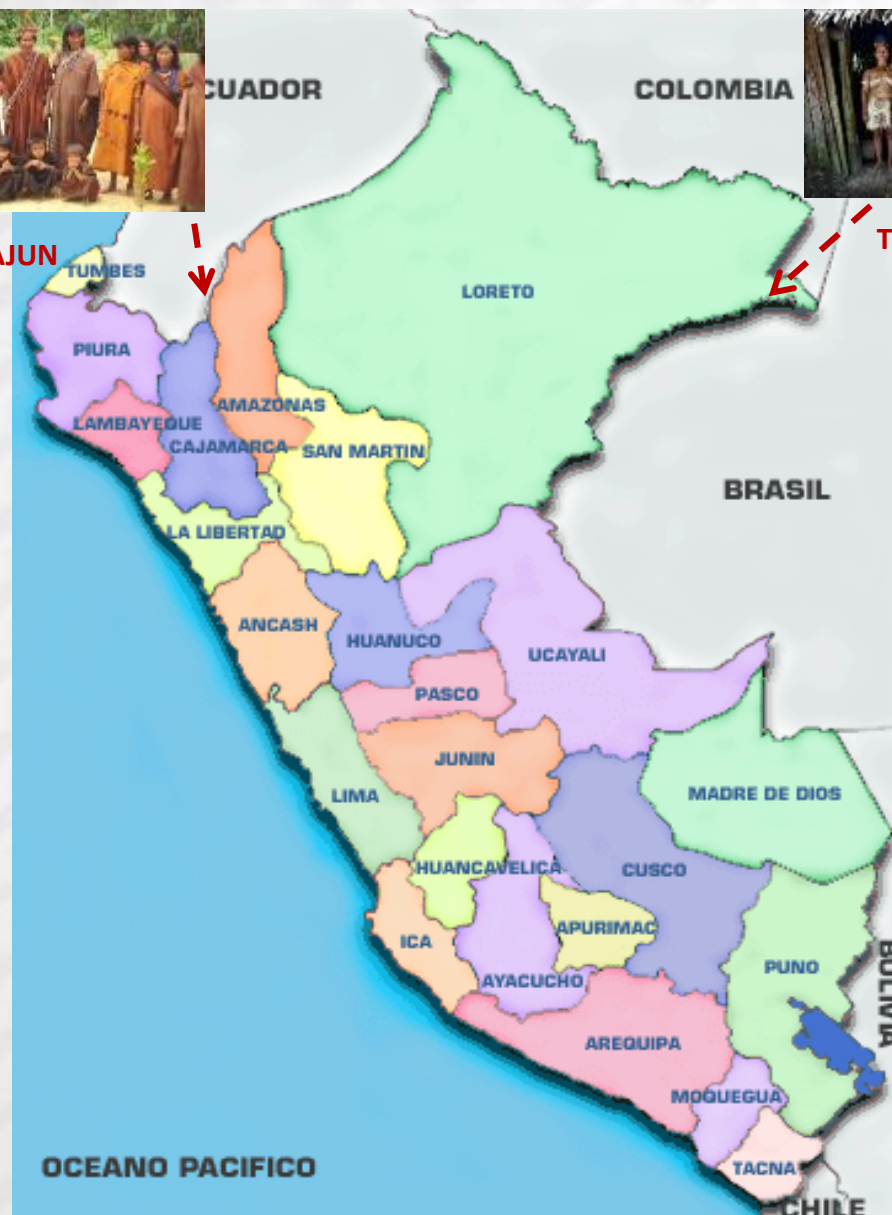 CUADOR
COLOMBIA
AJUN
T
TUMBES
LORETO
PIURA
AMAZONAS
LAMBAYEQUE
CAJAMARCA
SAN MARTIN
BRASIL
LA LIBERTAD
ANCASH
HUANUCO
UCAYALI
PASCO
JUNIN
LIMA
MADRE DE DIOS
HUANCAVELICA
CUSCO
APURIMAC
ICA
PUNO
BOLIVIA
AYACUCHO
AREQUIPA
MOQUEGUA
OCEANO PACIFICO
TACNA
CHILE